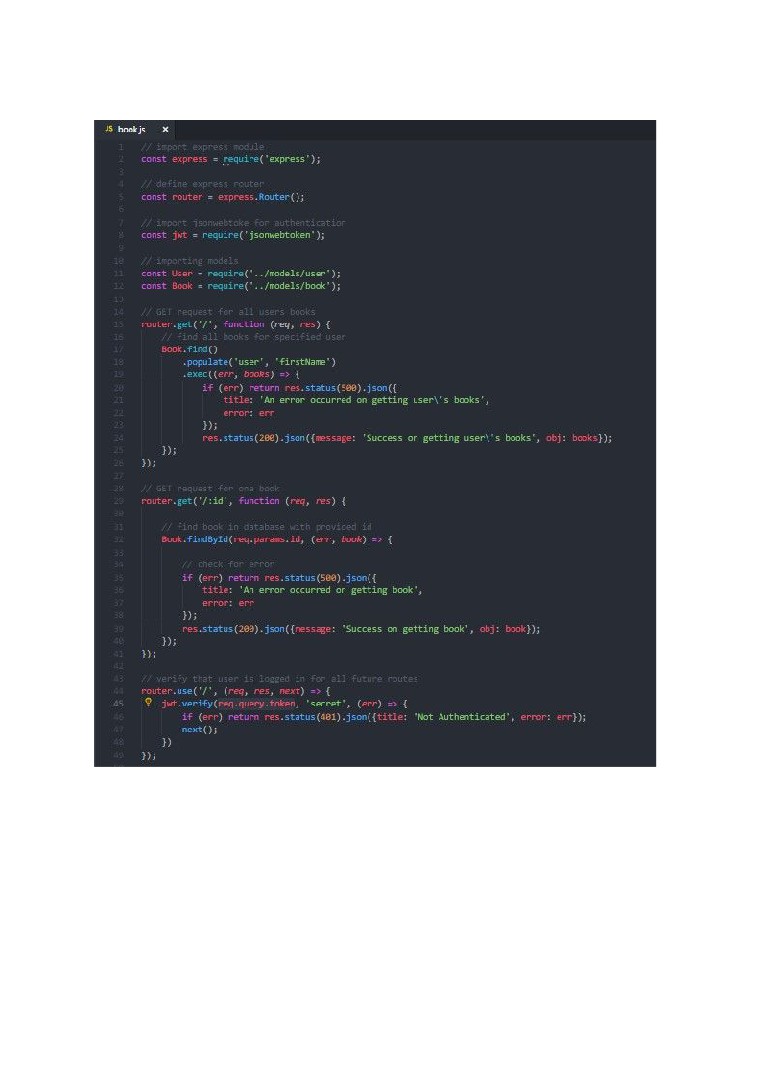 JS book.js ×
1 // import express module
2 const express = require('express');
3
4 // define express router
5 const router = express.Router();
6
7 // import jsonwebtoke for authentication
8 const jwt = require('jsonwebtoken');
9
10 // importing models
11 const User = require('../models/user');
12 const Book = require('../models/book');
13
14 // GET request for all users books
15 router.get('/', function (req, res) {
16 // find all books for specified user
17 Book.find()
18 .populate('user', 'firstName')
19 .exec((err, books) => {
20 if (err) return res.status(500).json({
21 title: 'An error occurred on getting user\'s books',
22 error: err
23 });
24 res.status(200).json({message: 'Success on getting user\'s books', obj: books});
25 });
26 });
27
28 // GET request for one book
29 router.get('/:id', function (req, res) {
30
31 // find book in database with provided id
32 Book.findById(req.params.id, (err, book) => {
33
34 // check for error
35 if (err) return res.status(500).json({
36 title: 'An error occurred on getting book',
37 error: err
38 });
39 res.status(200).json({message: 'Success on getting book', obj: book});
40 });
41 });
42
43 // verify that user is logged in for all future routes
44 router.use('/', (req, res, next) => {
45 jwt.verify(req.query.token, 'secret', (err) => {
46 if (err) return res.status(401).json({title: 'Not Authenticated', error: err});
47 next();
48 })
49 });